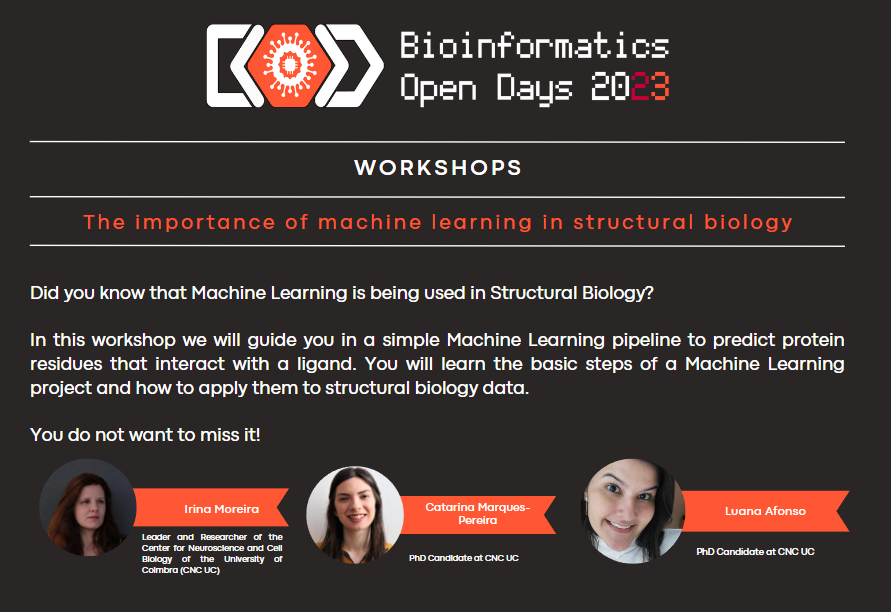 Bioinformatics
Open Days 2023
WORKSHOPS
The importance of machine learning in structural biology
Did you know that Machine Learning is being used in Structural Biology?
In this workshop we will guide you in a simple Machine Learning pipeline to predict protein
residues that interact with a ligand. You will learn the basic steps of a Machine Learning
project and how to apply them to structural biology data.
You do not want to miss it!
Irina Moreira
Leader and Researcher of the
Center for Neuroscience and Cell
Biology of the University of
Coimbra (CNC UC)
Catarina Marques-
Pereira
PhD Candidate at CNC UC
Luana Afonso
PhD Candidate at CNC UC